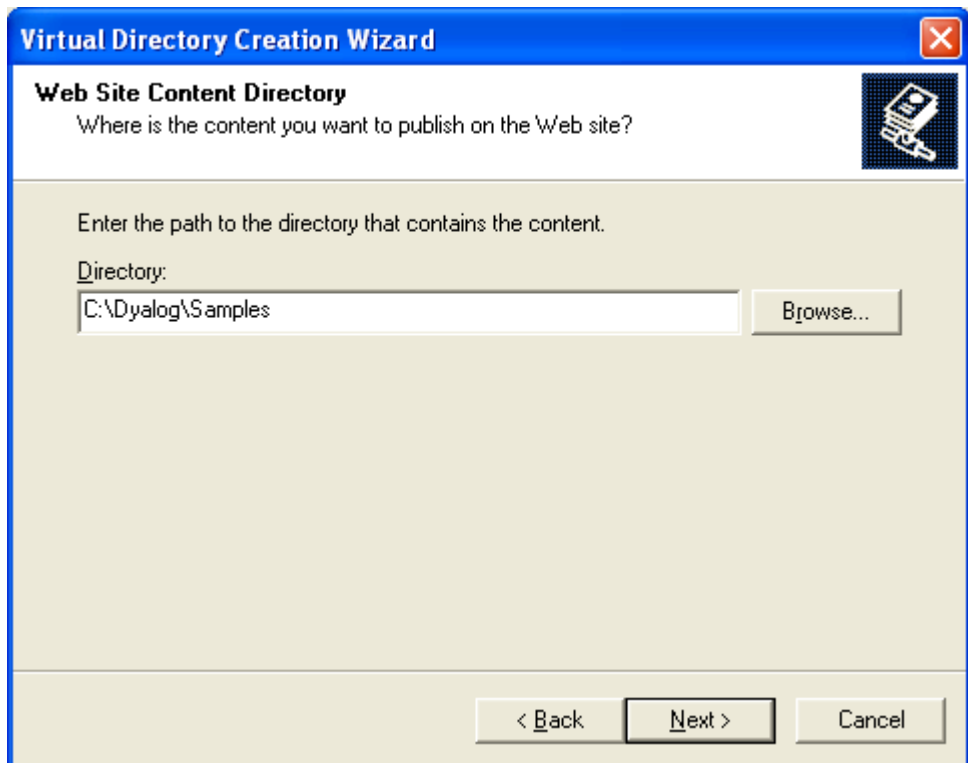 Virtual Directory Creation Wizard
Web Site Content Directory
Where is the content you want to publish on the Web site?
Enter the path to the directory that contains the content.
Directory:
C:\Dyalog\Samples
Browse...
< Back
Next >
Cancel